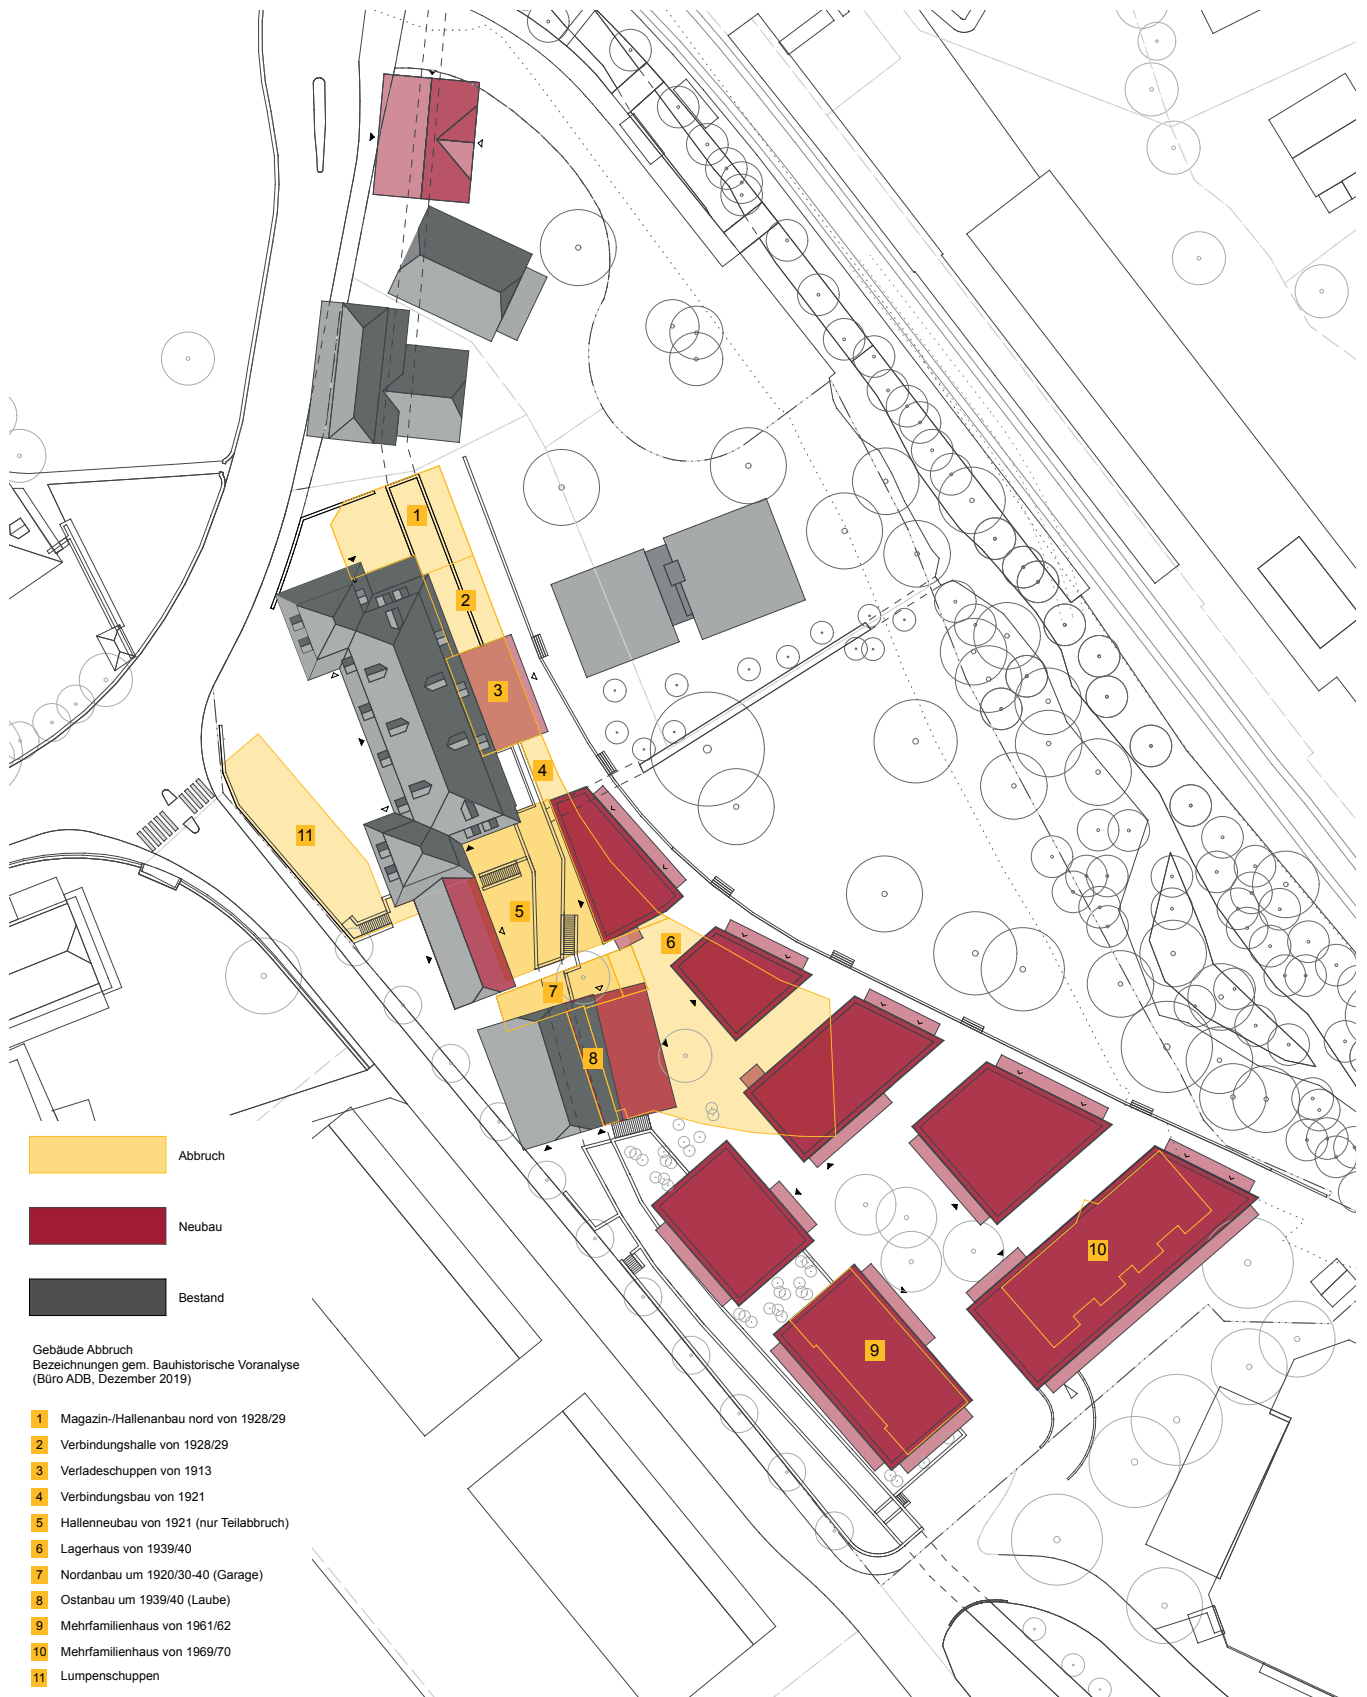 1
2
3
4
11
5
6
7
8
10
9
Abbruch
Neubau
Bestand
Gebäude Abbruch
Bezeichnungen gem. Bauhistorische Voranalyse
(Büro ADB, Dezember 2019)
1 Magazin-/Hallenanbau nord von 1928/29
2 Verbindungshalle von 1928/29
3 Verladeschuppen von 1913
4 Verbindungsbau von 1921
5 Hallenneubau von 1921 (nur Teilabbruch)
6 Lagerhaus von 1939/40
7 Nordanbau um 1920/30-40 (Garage)
8 Ostanbau um 1939/40 (Laube)
9 Mehrfamilienhaus von 1961/62
10 Mehrfamilienhaus von 1969/70
11 Lumpenschuppen